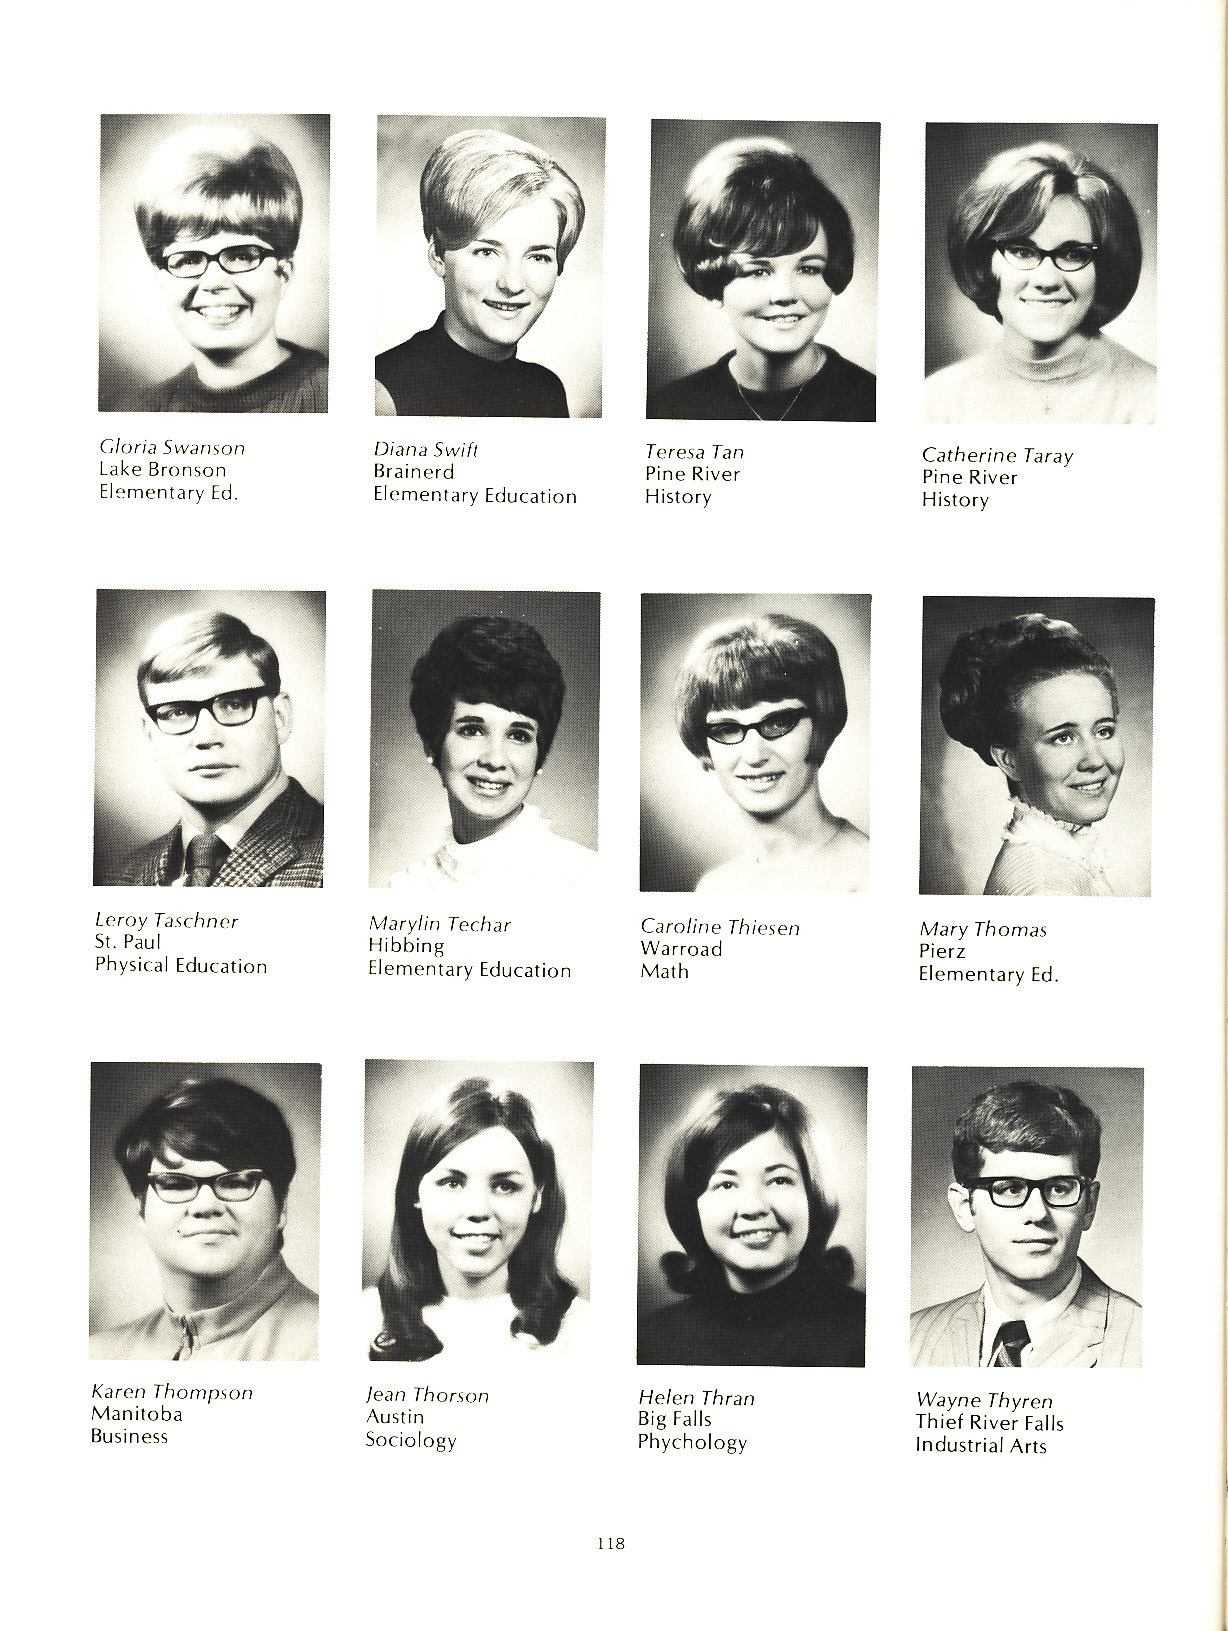 Gloria Swanson
Lake Bronson
Elementary Ed.
Diana Swift
Brainerd
Elementary Education
Teresa Tan
Pine River
History
Catherine Taray
Pine River
History
Leroy Taschner
St. Paul
Physical Education
Marylin Techar
Hibbing
Elementary Education
Caroline Thiesen
Warroad
Math
Mary Thomas
Pierz
Elementary Ed.
Karen Thompson
Manitoba
Business
Jean Thorson
Austin
Sociology
Helen Thran
Big Falls
Phychology
Wayne Thyren
Thief River Falls
Industrial Arts
118